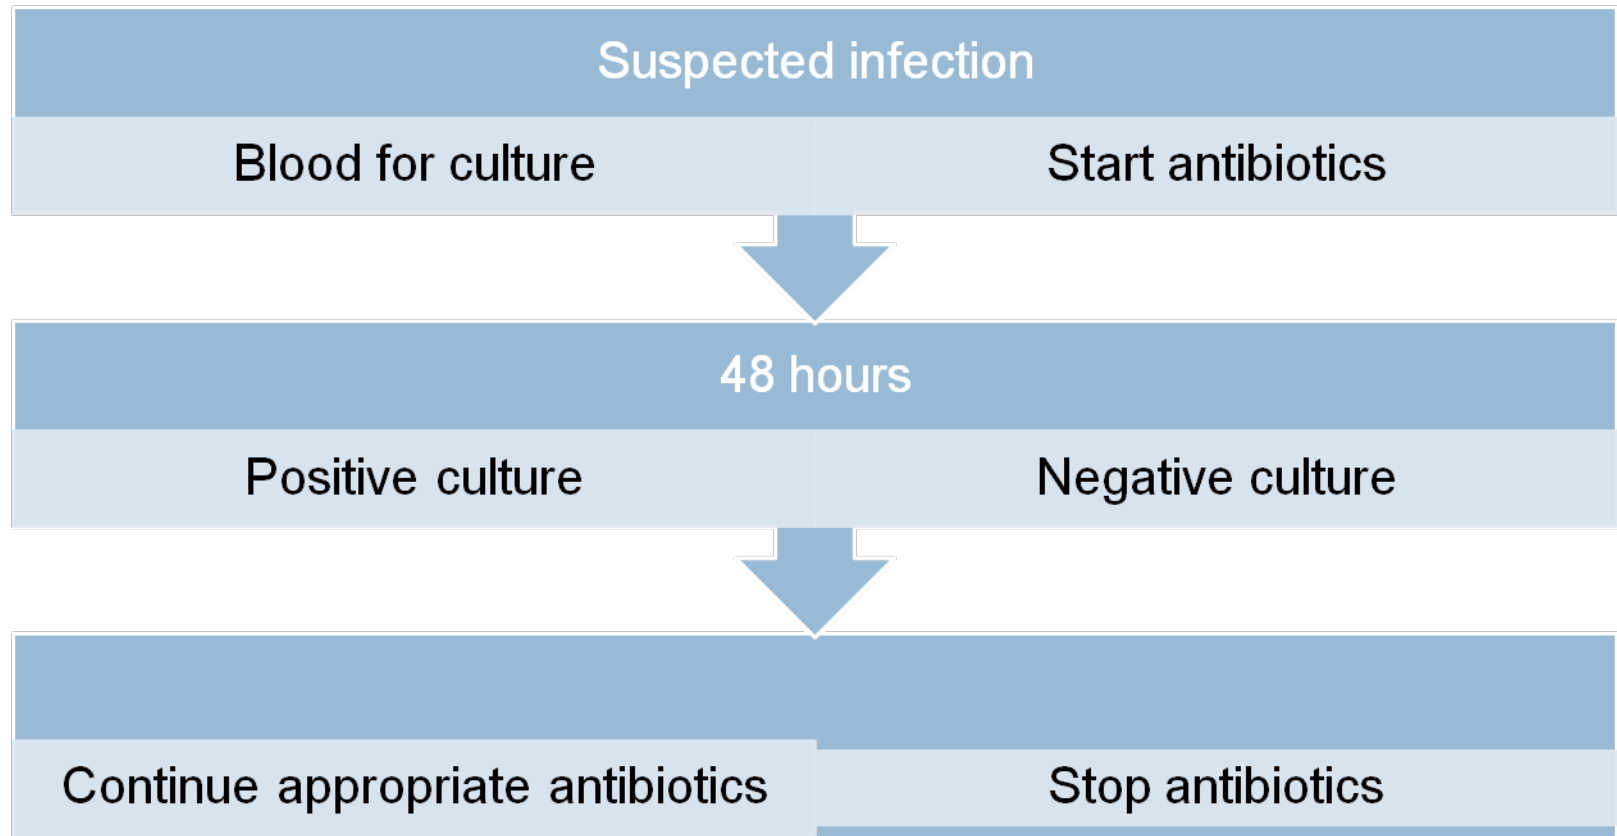 Suspected infection
Blood for culture
Start antibiotics
48 hours
Positive culture
Negative culture
Continue appropriate antibiotics
Stop antibiotics